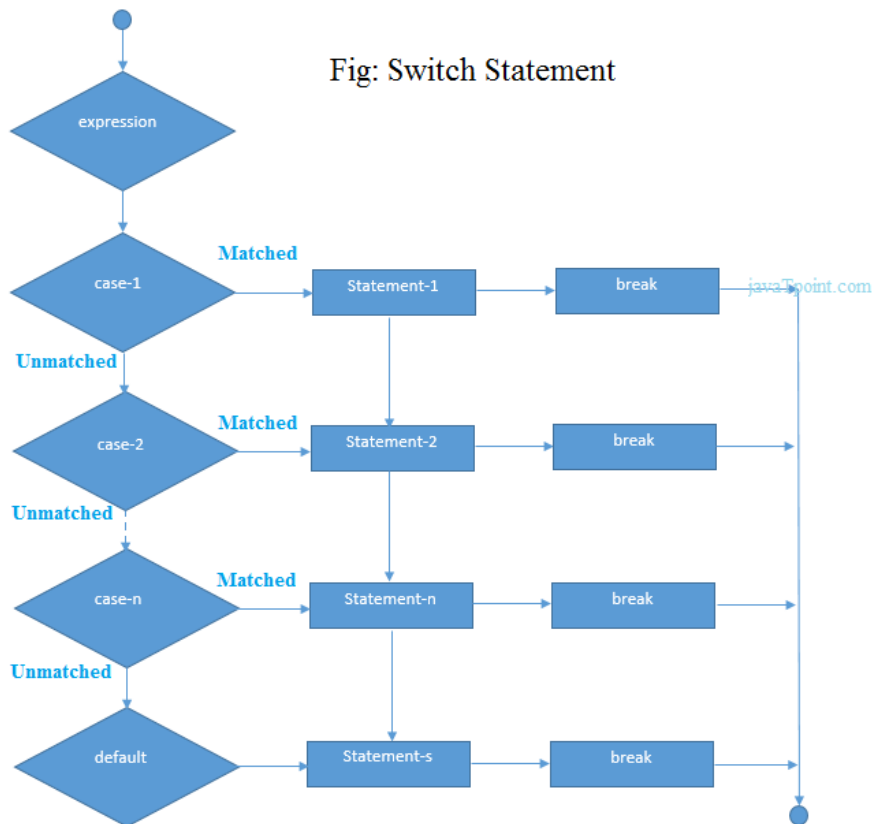 Fig: Switch Statement
expression
case-1
Matched
Statement-1
break
javaTpoint.com
Unmatched
case-2
Matched
Statement-2
break
Unmatched
case-n
Matched
Statement-n
break
Unmatched
default
Statement-s
break